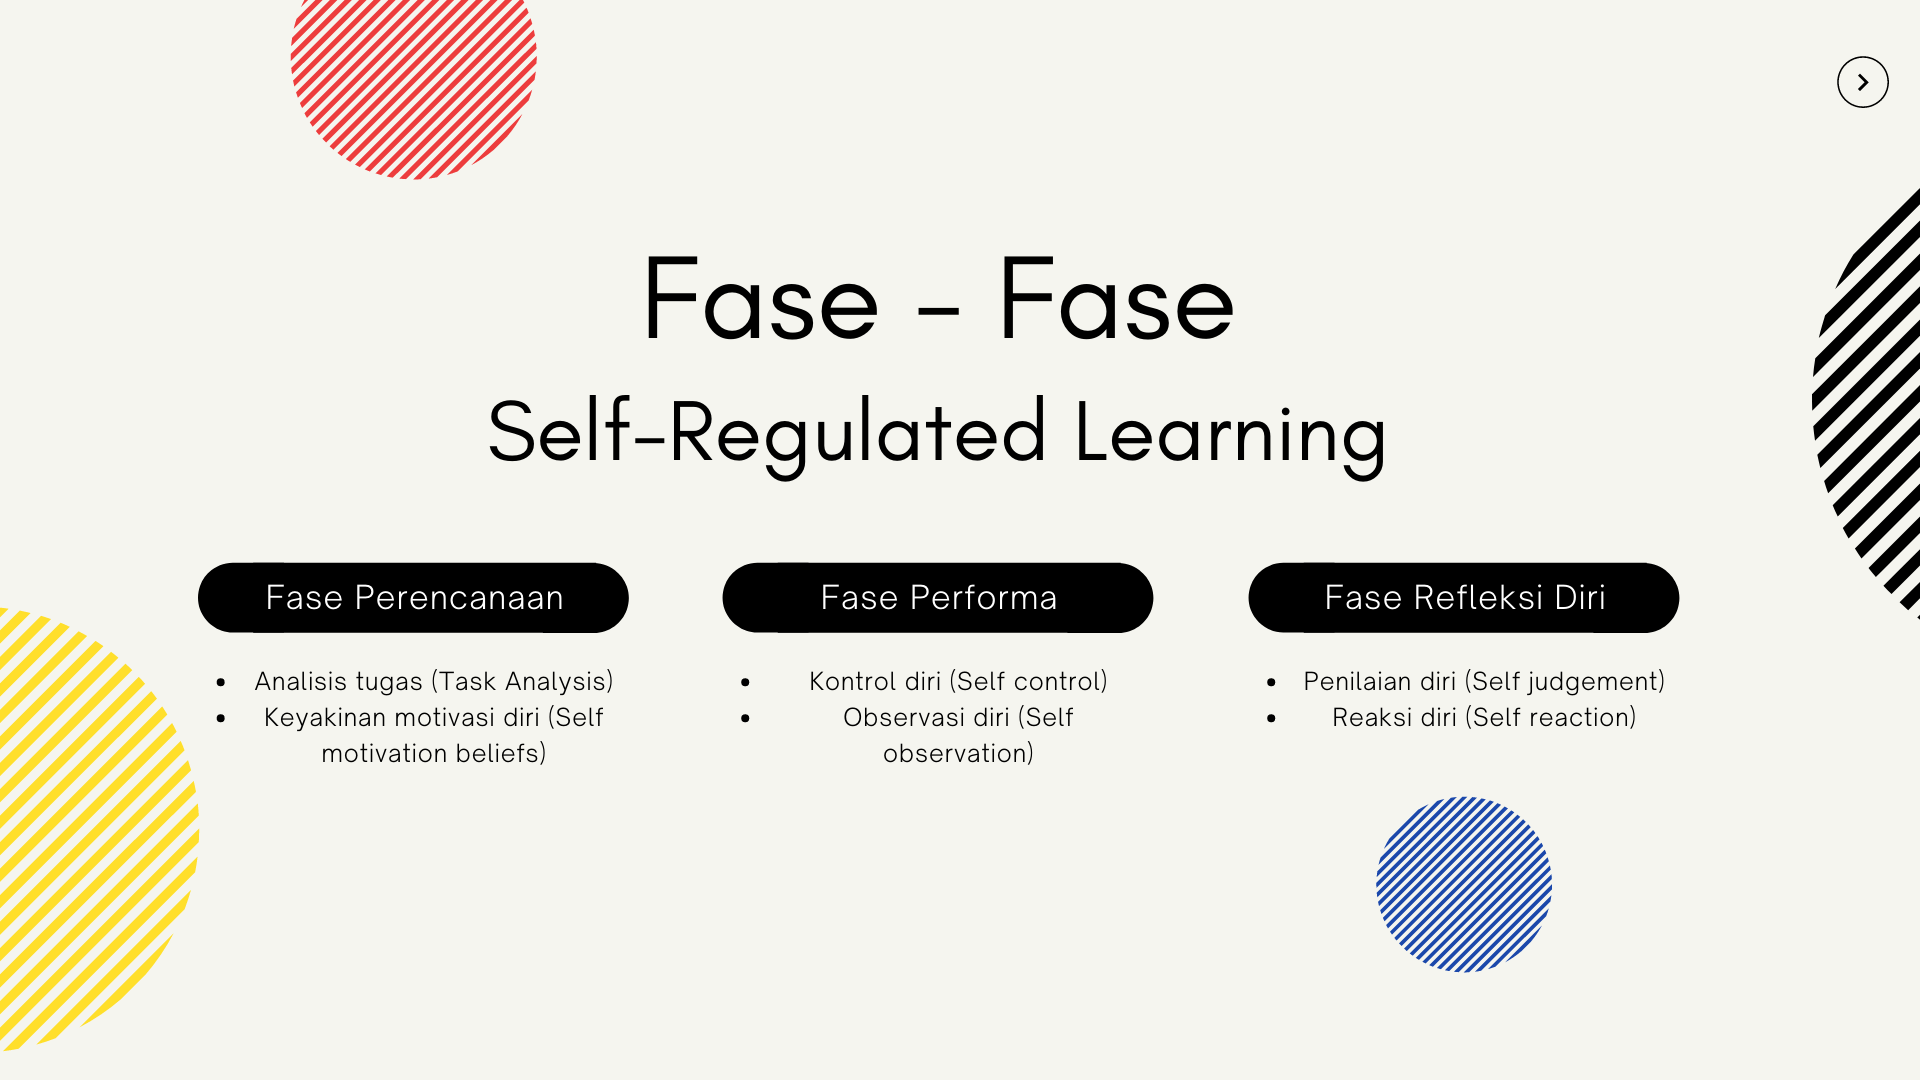 Fase - Fase
Self-Regulated Learning
Fase Perencanaan
• Analisis tugas (Task Analysis)
• Keyakinan motivasi diri (Self
motivation beliefs)
Fase Performa
• Kontrol diri (Self control)
• Observasi diri (Self
observation)
Fase Refleksi Diri
• Penilaian diri (Self judgement)
• Reaksi diri (Self reaction)